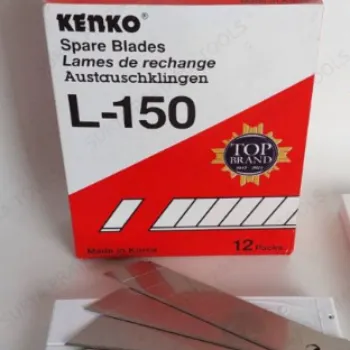 KENKO®
Spare Blades
Lames de rechange
Austauschklingen
L-150
TOP
BRAND
Made in Korea
12 Packs